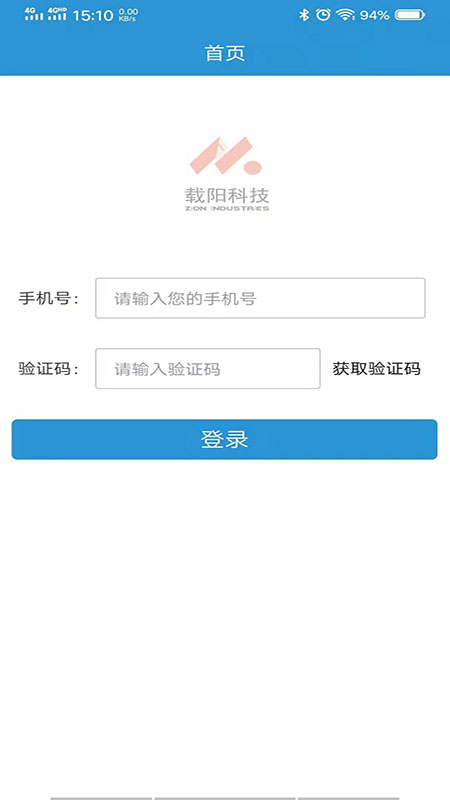 4G 4GHD 15:10 0.00 KB/s 94%
首页
载阳科技
ZION INDUSTRIES
手机号： 请输入您的手机号
验证码： 请输入验证码 获取验证码
登录